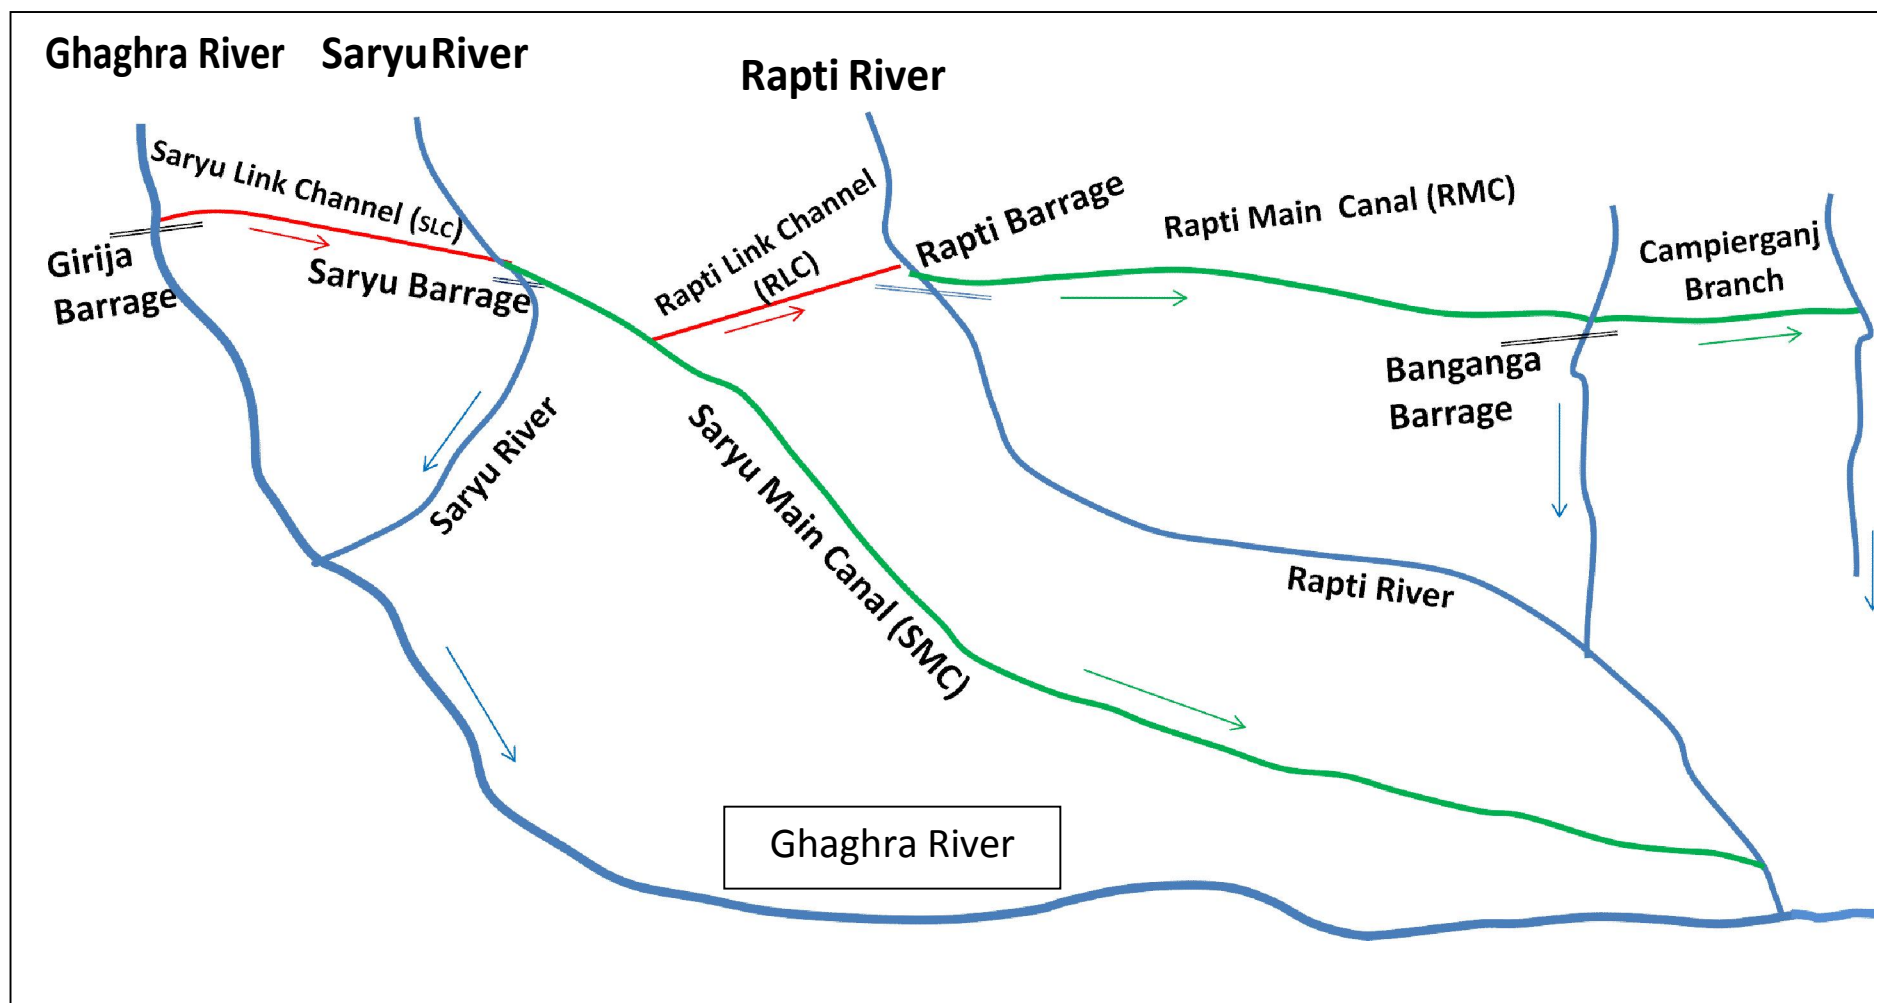 Ghaghra River
Saryu River
Rapti River
Saryu Link Channel (SLC)
Girija
Barrage
Saryu Barrage
Rapti Link Channel
(RLC)
Rapti Barrage
Rapti Main Canal (RMC)
Campierganj
Branch
Banganga
Barrage
Saryu River
Saryu Main Canal (SMC)
Rapti River
Ghaghra River